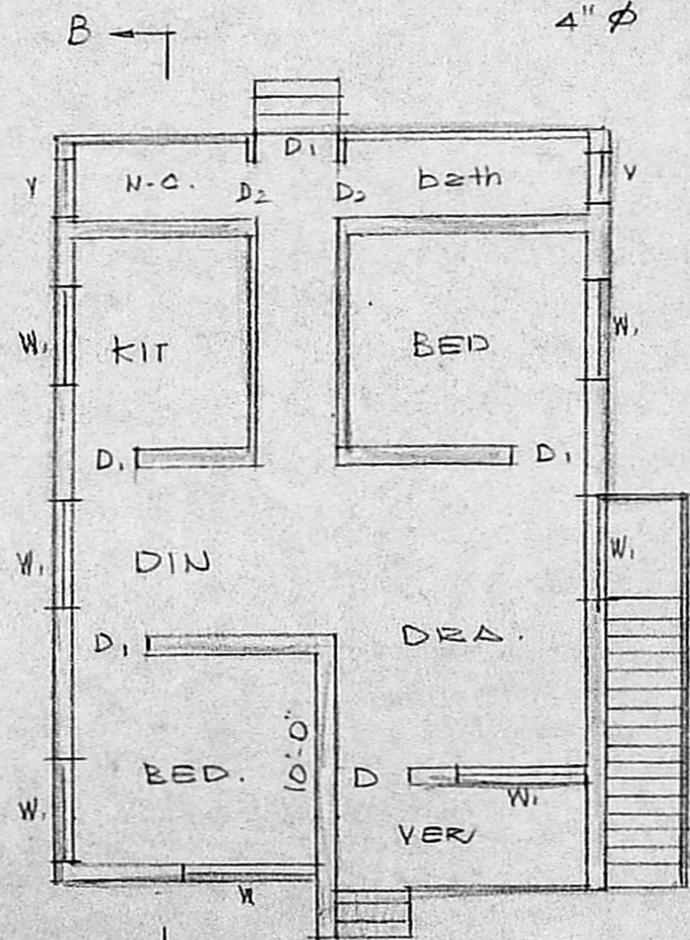 B 4" Ø
D1
V N-C. D2 D2 bath V
W1 KIT BED W1
D1 D1
W1 DIN W1
D1 DRA.
BED. 10'-0" D
W1 W1
VER
W